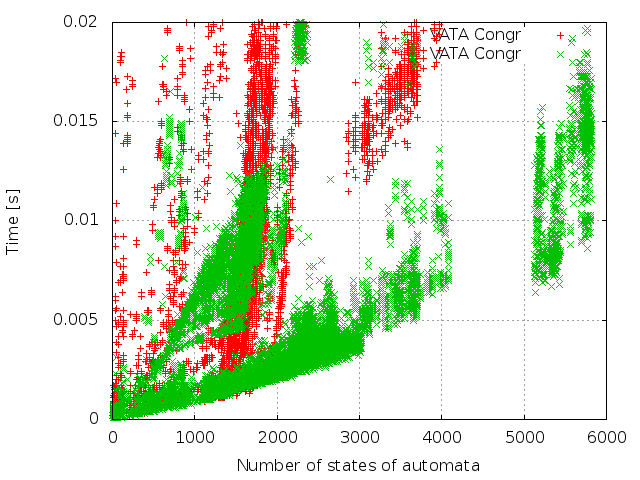 0.02
0.015
0.01
0.005
0
Time [s]
VATA Congr
VATA Congr
0 1000 2000 3000 4000 5000 6000
Number of states of automata